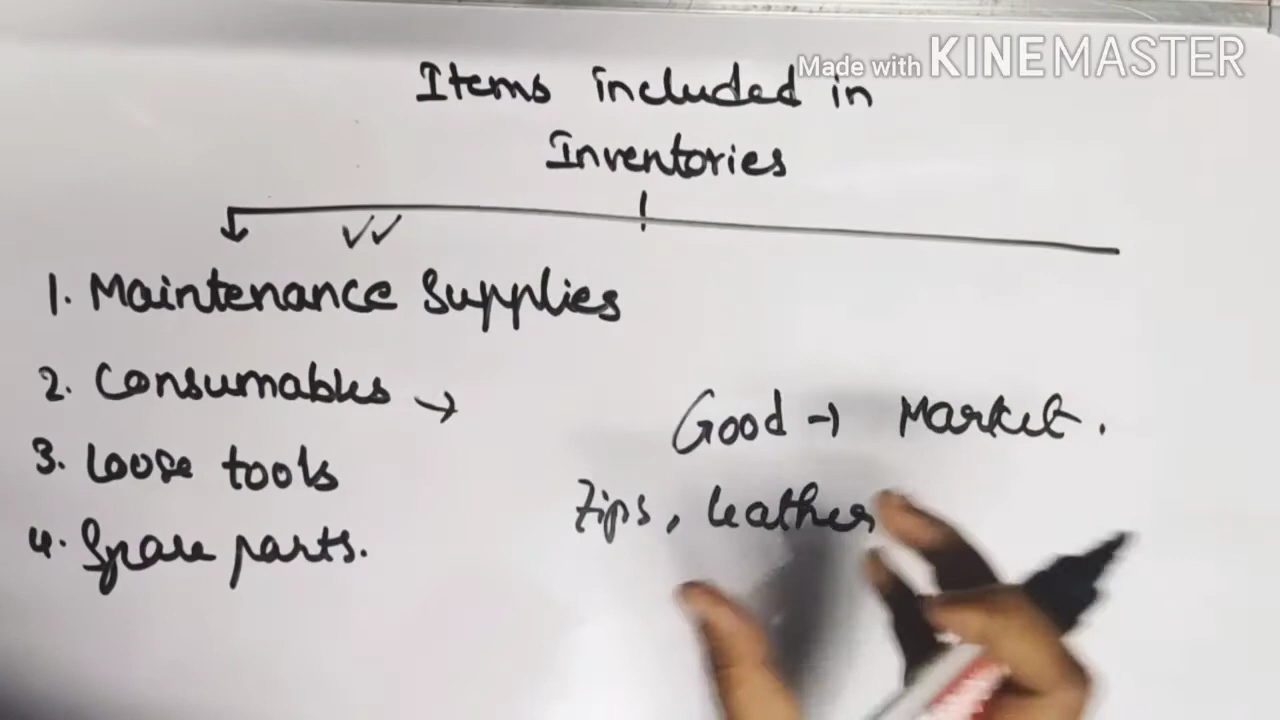 Made with KINEMASTER
Items included in
Inventories
1. Maintenance Supplies
2. Consumables →
3. Loose tools
4. Spare parts.
Good → Market.
Zips, leather